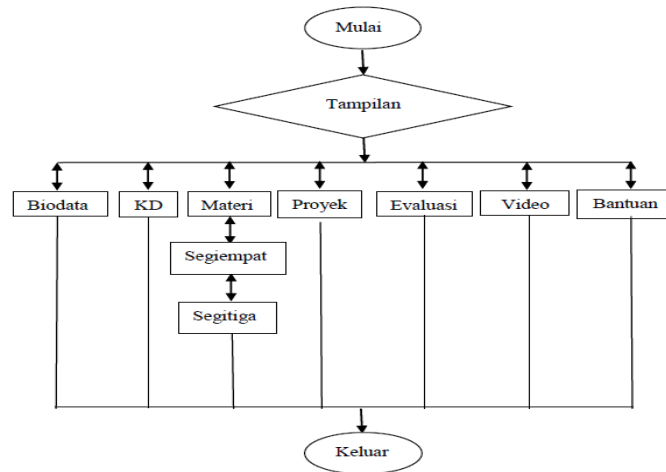 Mulai
Tampilan
Biodata
KD
Materi
Proyek
Evaluasi
Video
Bantuan
Segiempat
Segitiga
Keluar